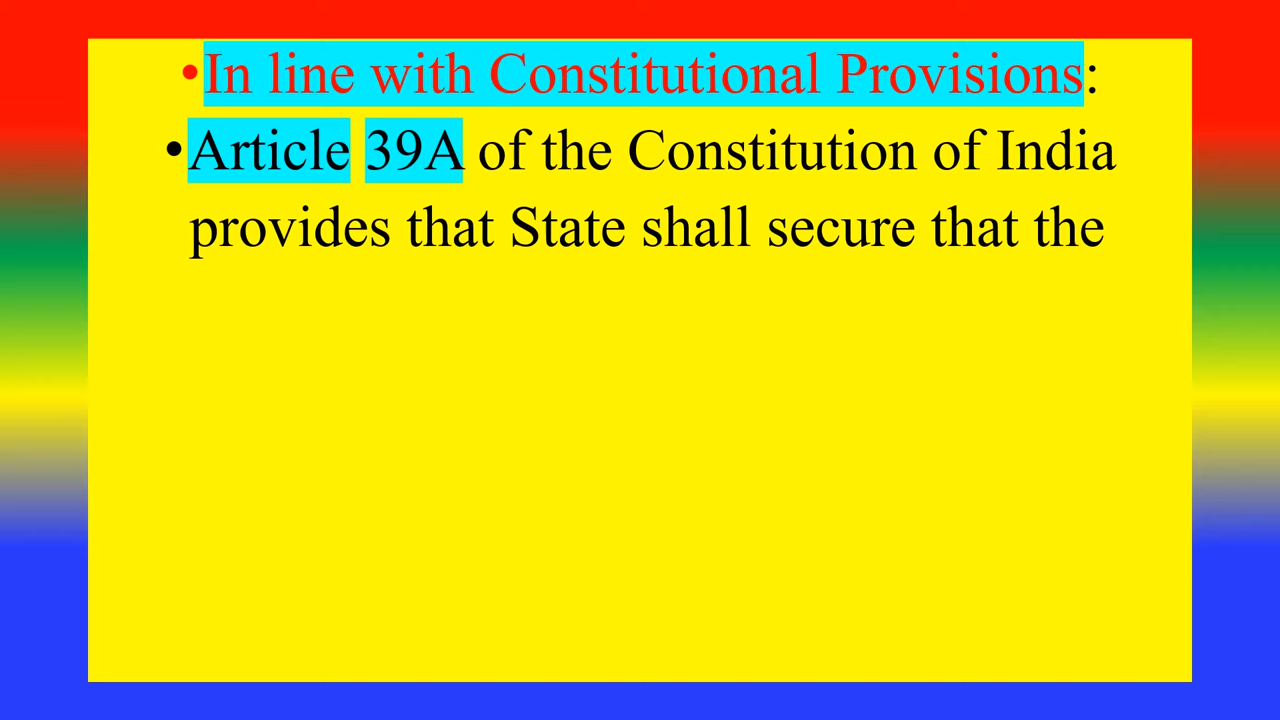 •In line with Constitutional Provisions:
•Article 39A of the Constitution of India
provides that State shall secure that the